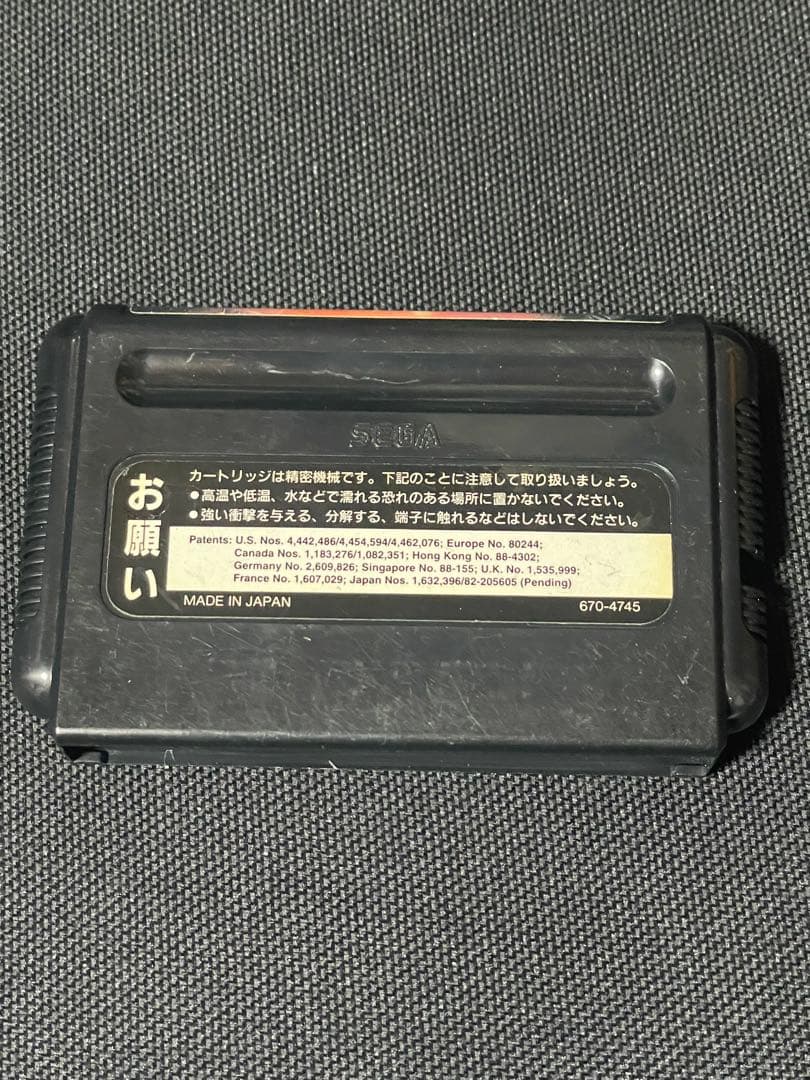 SEGA
お願い
カートリッジは精密機械です。下記のことに注意して取り扱いましょう。
●高温や低温、水などで濡れる恐れのある場所に置かないでください。
●強い衝撃を与える、分解する、端子に触れるなどはしないでください。
Patents: U.S. Nos. 4,442,486/4,454,594/4,462,076; Europe No. 80244;
Canada Nos. 1,183,276/1,082,351; Hong Kong No. 88-4302;
Germany No. 2,609,826; Singapore No. 88-155; U.K. No. 1,535,999;
France No. 1,607,029; Japan Nos. 1,632,396/82-205605 (Pending)
MADE IN JAPAN
670-4745